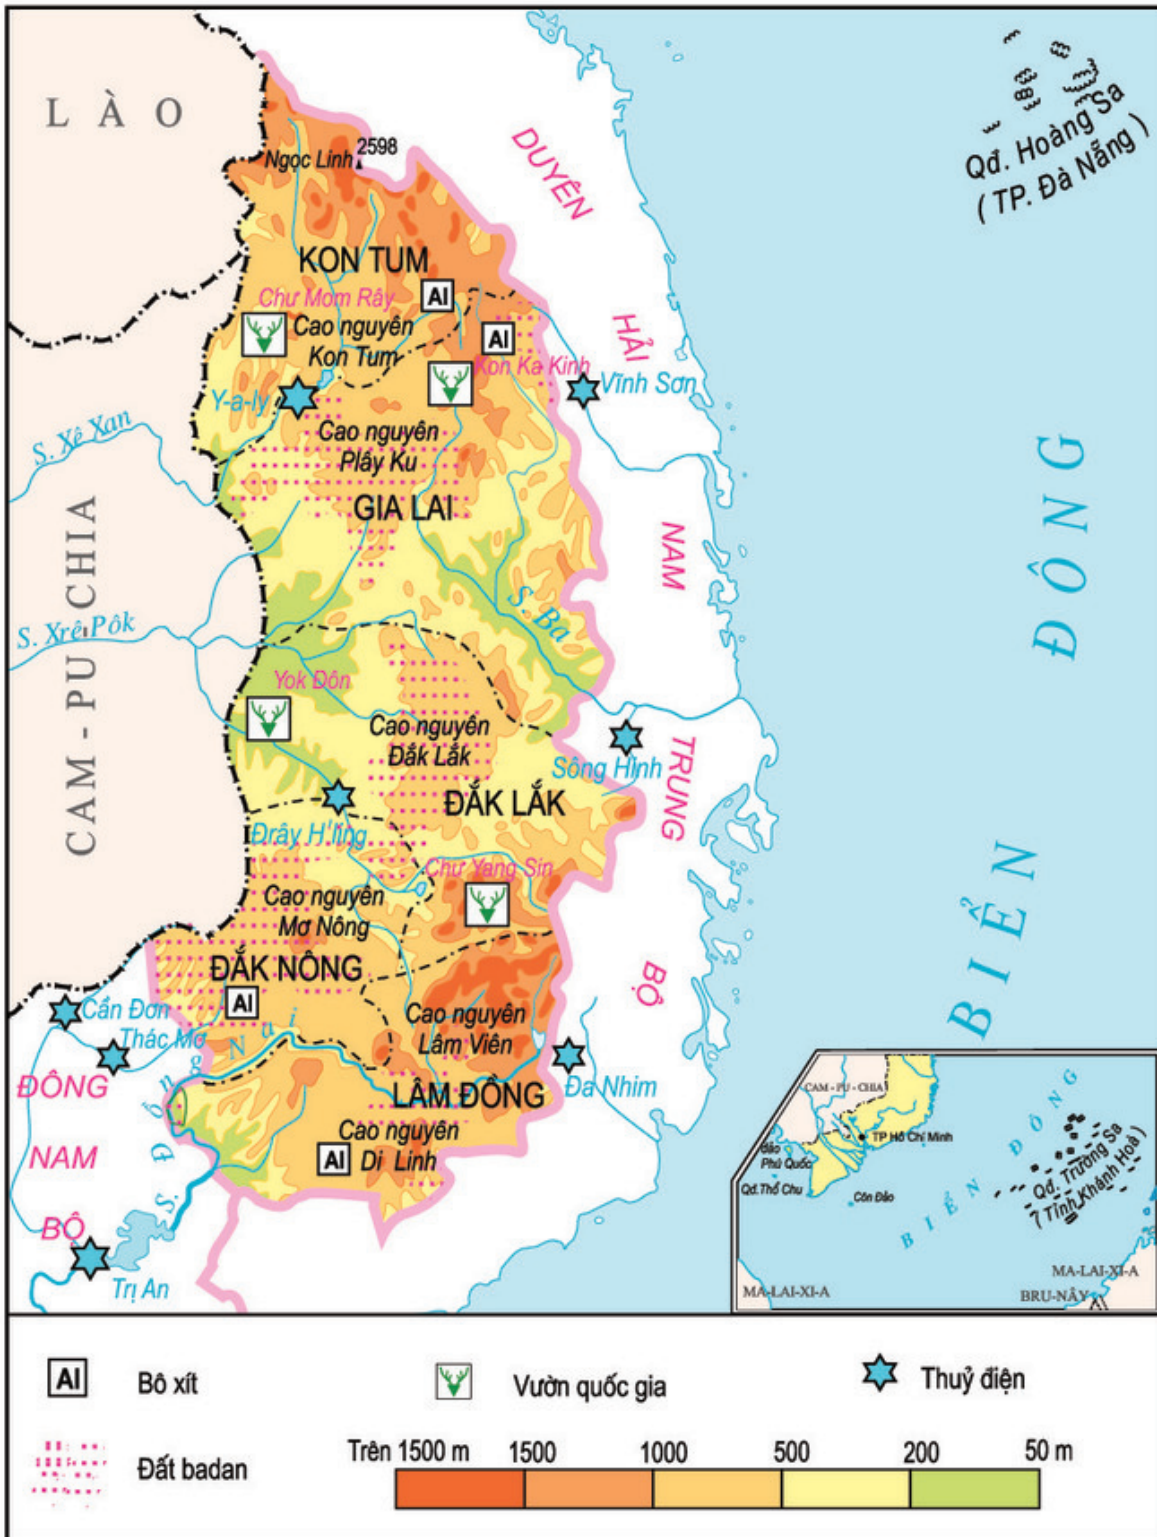 LÀO
Qđ. Hoàng Sa
( TP. Đà Nẵng )
DUYÊN
HẢI
NAM
TRUNG
BỘ
2598
Ngọc Linh
KON TUM
Al
Chư Mom Rây
Cao nguyên
Kon Tum
Al
Kon Ka Kinh
Y-a-ly
Vĩnh Sơn
S. Xê Xan
Cao nguyên
Plây Ku
GIA LAI
CAM - PU CHIA
S. Ba
S. Xrê Pôk
Yok Đôn
Cao nguyên
Đắk Lắk
Sông Hinh
ĐẮK LẮK
Đrây H'ling
Chư Yang Sin
Cao nguyên
Mơ Nông
ĐẮK NÔNG
Al
Cần Đơn
Thác Mơ
Cao nguyên
Lâm Viên
Đa Nhim
LÂM ĐỒNG
S. Đồng Nai
Cao nguyên
Di Linh
Al
ĐÔNG
NAM
BỘ
Trị An
BIỂN ĐÔNG
CAM - PU - CHIA
TP Hồ Chí Minh
đảo
Phú Quốc
Qđ.Thổ Chu
Côn Đảo
BIỂN ĐÔNG
Qđ. Trường Sa
( Tỉnh Khánh Hoà )
MA-LAI-XI-A
MA-LAI-XI-A
BRU-NÂY
Al Bô xít
Vườn quốc gia
Thuỷ điện
Đất badan
Trên 1500 m 1500 1000 500 200 50 m